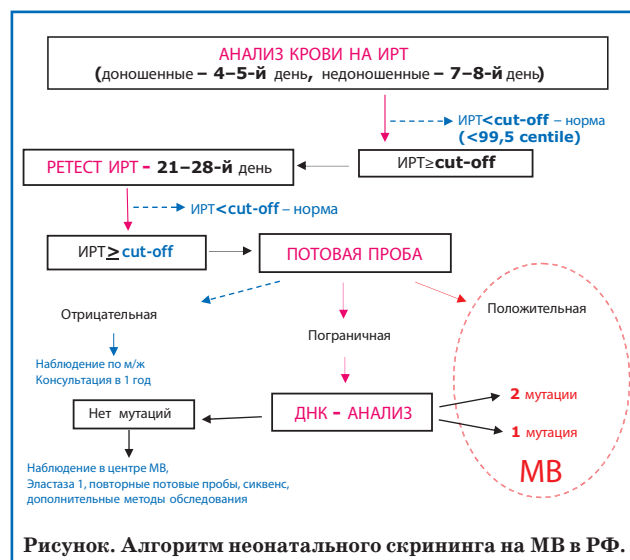 АНАЛИЗ КРОВИ НА ИРТ
(доношенные – 4–5-й день, недоношенные – 7–8-й день)
ИРТ<cut-off – норма
(<99,5 centile)
РЕТЕСТ ИРТ – 21–28-й день
ИРТ≥cut-off
ИРТ<cut-off – норма
ИРТ≥cut-off
ПОТОВАЯ ПРОБА
Отрицательная
Пограничная
Положительная
Наблюдение по м/ж
Консультация в 1 год
Нет мутаций
ДНК – АНАЛИЗ
2 мутации
1 мутация
МВ
Наблюдение в центре МВ,
Эластаза 1, повторные потовые пробы, сиквенс,
дополнительные методы обследования
Рисунок. Алгоритм неонатального скрининга на МВ в РФ.